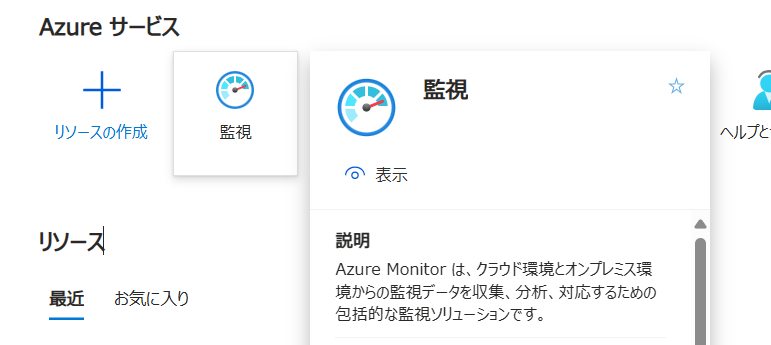 Azure サービス
リソースの作成
監視
監視
表示
ヘルプと
説明
Azure Monitor は、クラウド環境とオンプレミス環
境からの監視データを収集、分析、対応するための
包括的な監視ソリューションです。
リソース
最近
お気に入り